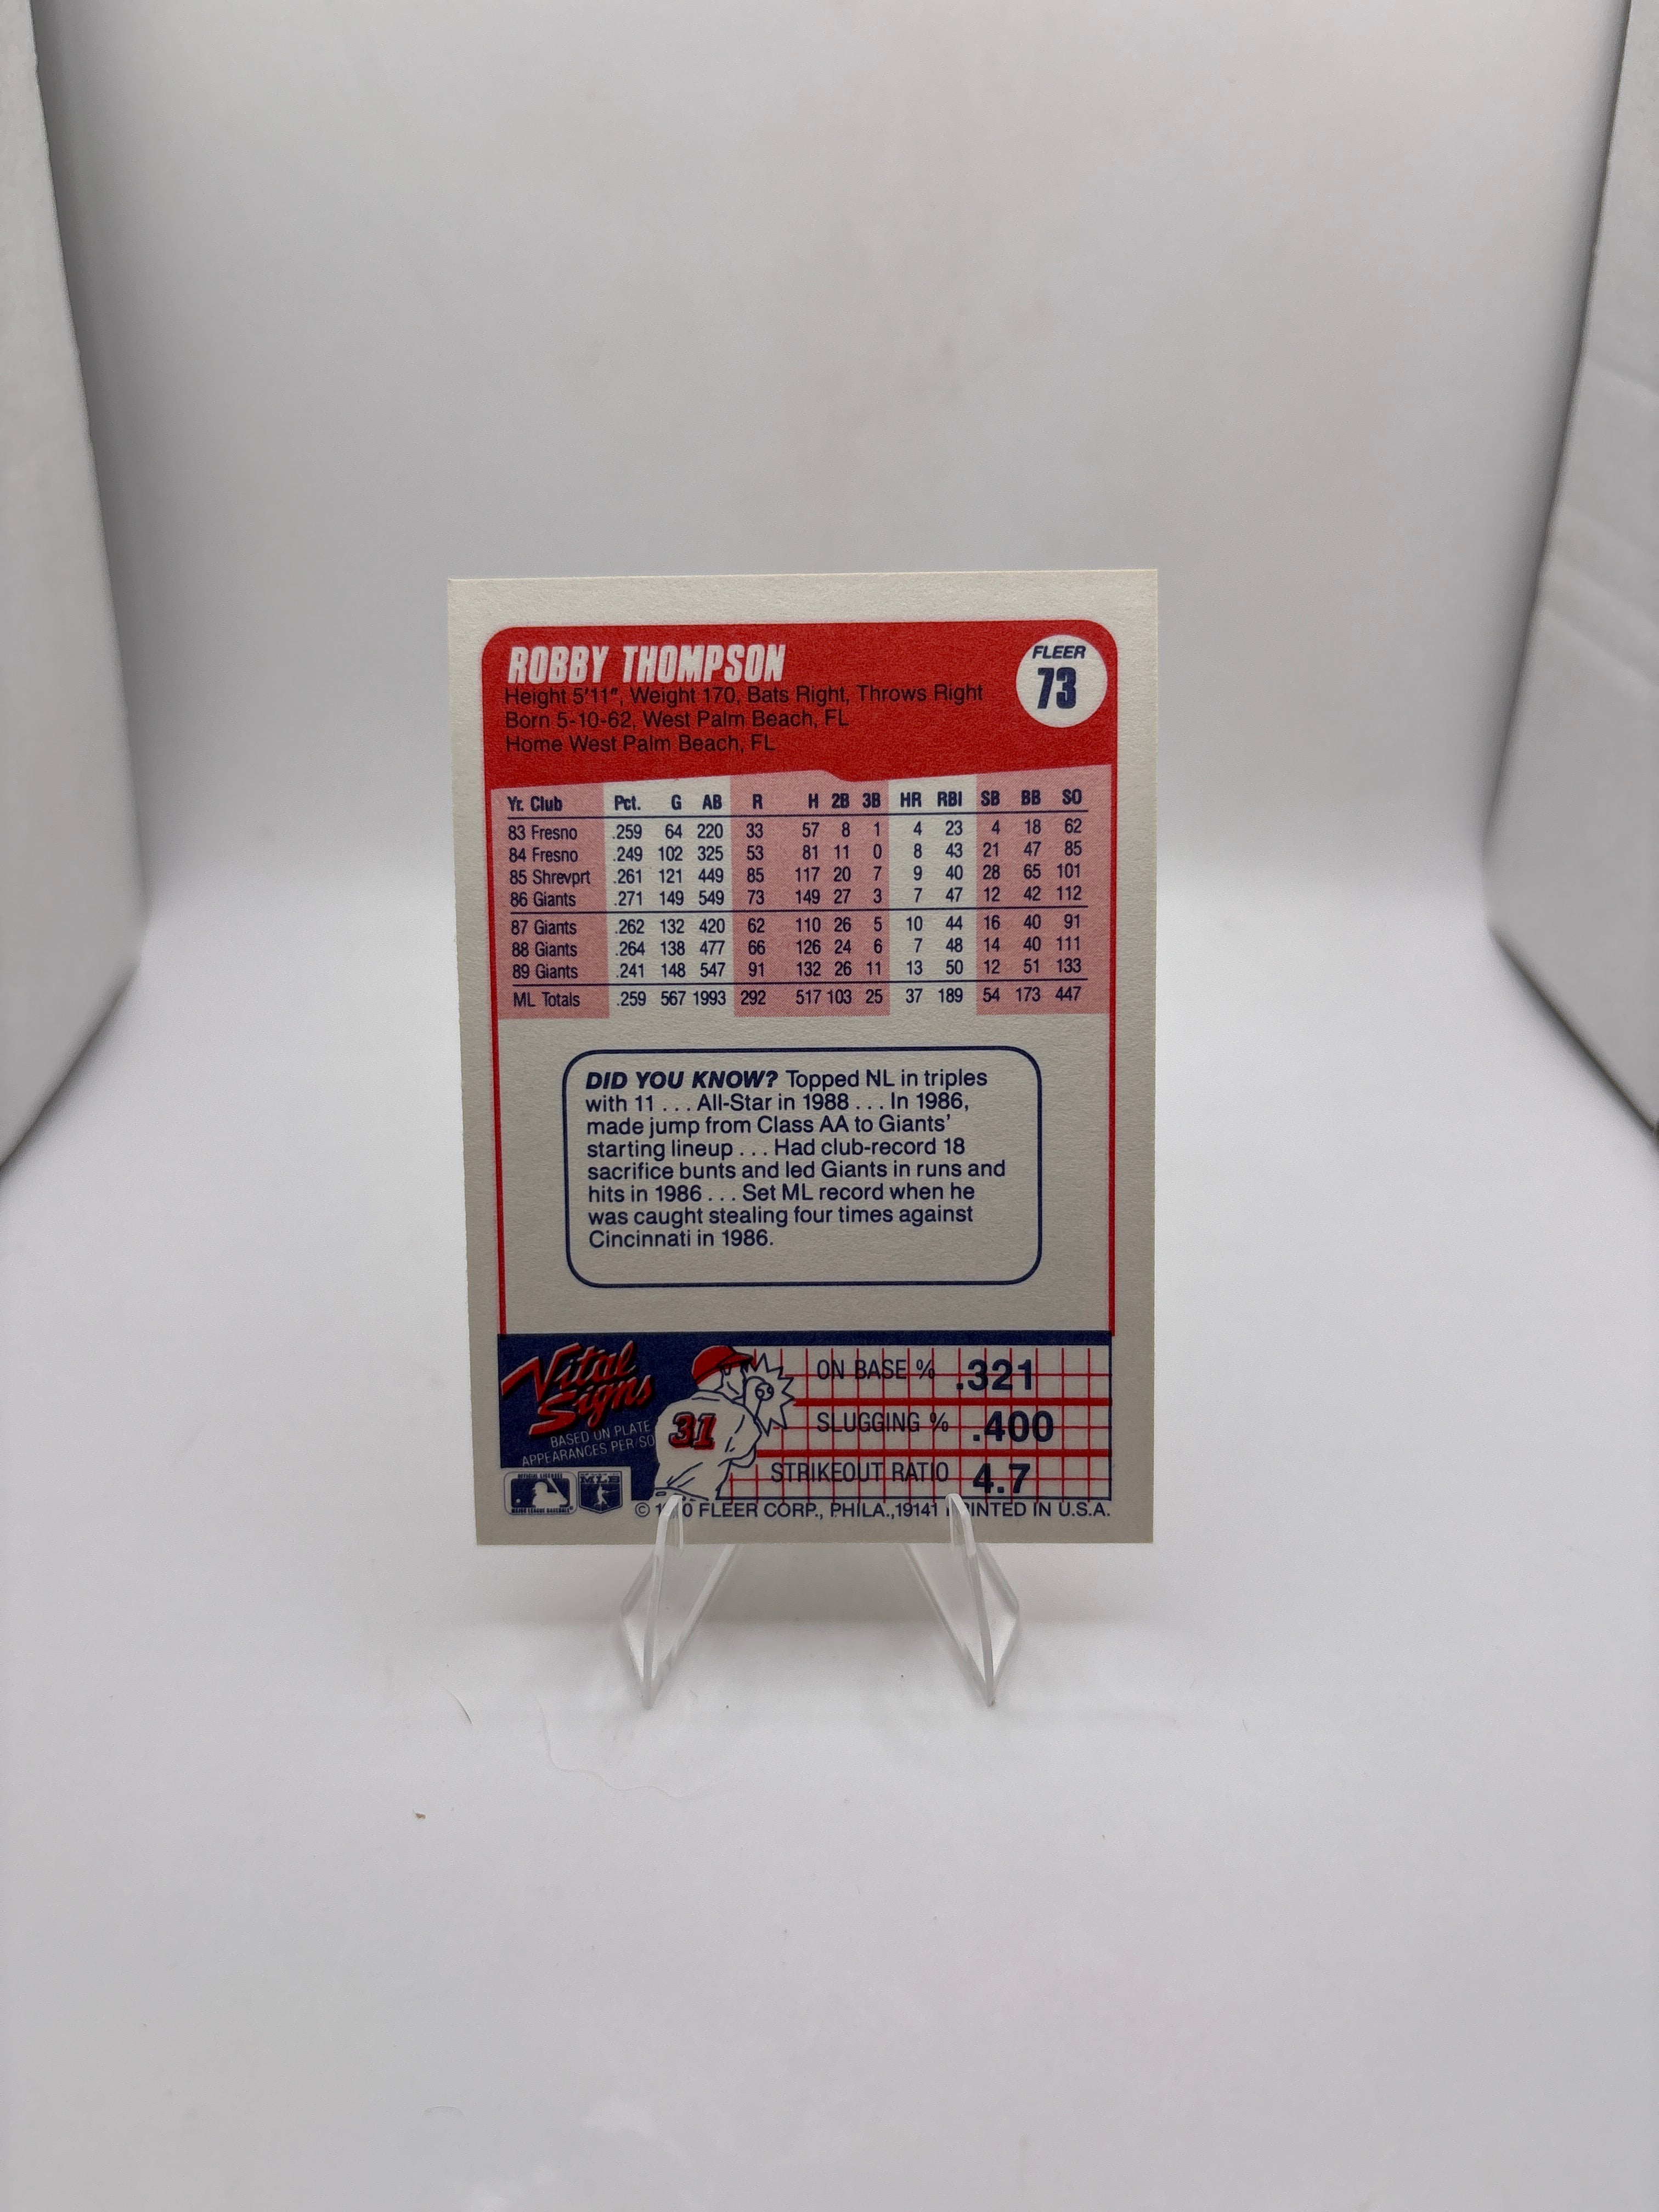 ROBBY THOMPSON
FLEER
73
Height 5'11", Weight 170, Bats Right, Throws Right
Born 5-10-62, West Palm Beach, FL
Home West Palm Beach, FL
Yr. Club Pct. G AB R H 2B 3B HR RBI SB BB SO
83 Fresno .259 64 220 33 57 8 1 4 23 4 18 62
84 Fresno .249 102 325 53 81 11 0 8 43 21 47 85
85 Shrevprt .261 121 449 85 117 20 7 9 40 28 65 101
86 Giants .271 149 549 73 149 27 3 7 47 12 42 112
87 Giants .262 132 420 62 110 26 5 10 44 16 40 91
88 Giants .264 138 477 66 126 24 6 7 48 14 40 111
89 Giants .241 148 547 91 132 26 11 13 50 12 51 133
ML Totals .259 567 1993 292 517 103 25 37 189 54 173 447
DID YOU KNOW? Topped NL in triples
with 11 . . . All-Star in 1988 . . . In 1986,
made jump from Class AA to Giants'
starting lineup . . . Had club-record 18
sacrifice bunts and led Giants in runs and
hits in 1986 . . . Set ML record when he
was caught stealing four times against
Cincinnati in 1986.
Vital
Signs
BASED ON PLATE
APPEARANCES PER SO
31
ON BASE % .321
SLUGGING % .400
STRIKEOUT RATIO 4.7
MLB
© FLEER CORP., PHILA., 19141 IN U.S.A.